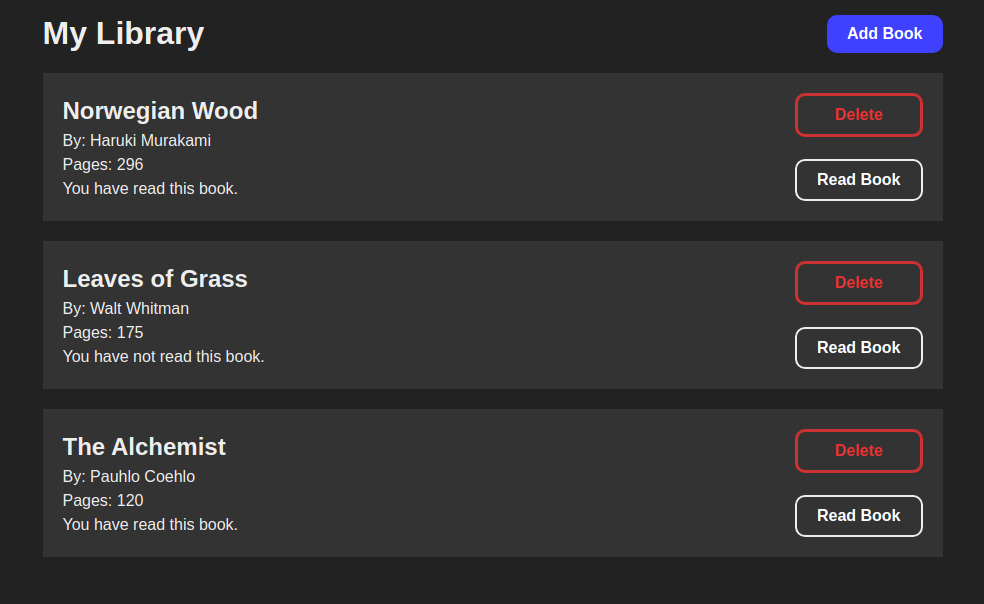 My Library
Add Book
Norwegian Wood
By: Haruki Murakami
Pages: 296
You have read this book.
Delete
Read Book
Leaves of Grass
By: Walt Whitman
Pages: 175
You have not read this book.
Delete
Read Book
The Alchemist
By: Pauhlo Coehlo
Pages: 120
You have read this book.
Delete
Read Book